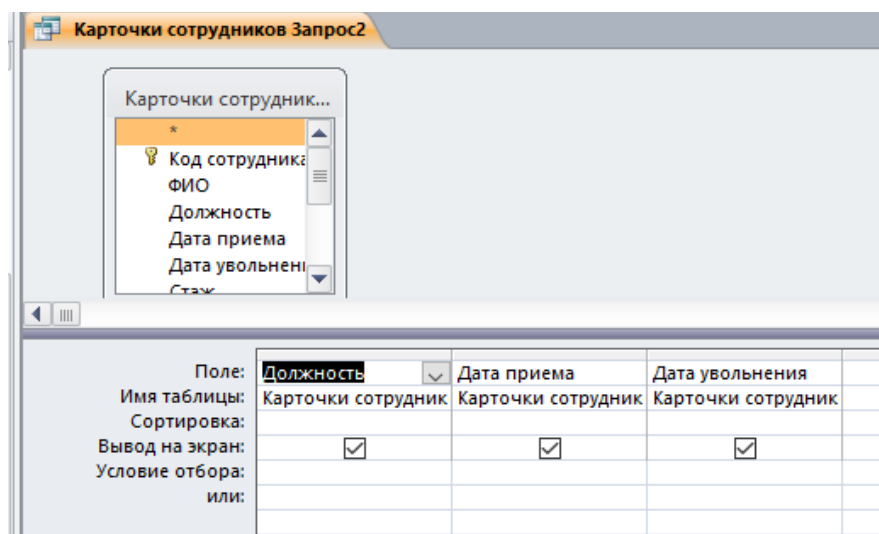 Карточки сотрудников Запрос2
Карточки сотрудник...
*
Код сотрудника
ФИО
Должность
Дата приема
Дата увольнени
Стаж
Поле: Должность Дата приема Дата увольнения
Имя таблицы: Карточки сотрудник Карточки сотрудник Карточки сотрудник
Сортировка:
Вывод на экран:
Условие отбора:
или: